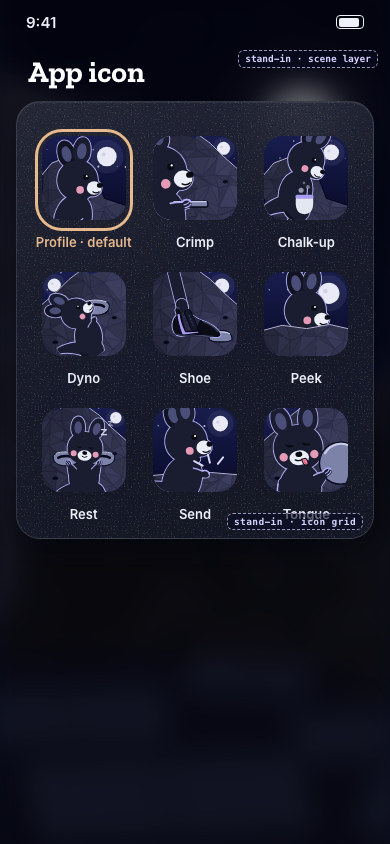 9:41
stand-in · scene layer
App icon
Profile · default
Crimp
Chalk-up
Dyno
Shoe
Peek
z
Rest
Send
Tongue
stand-in · icon grid